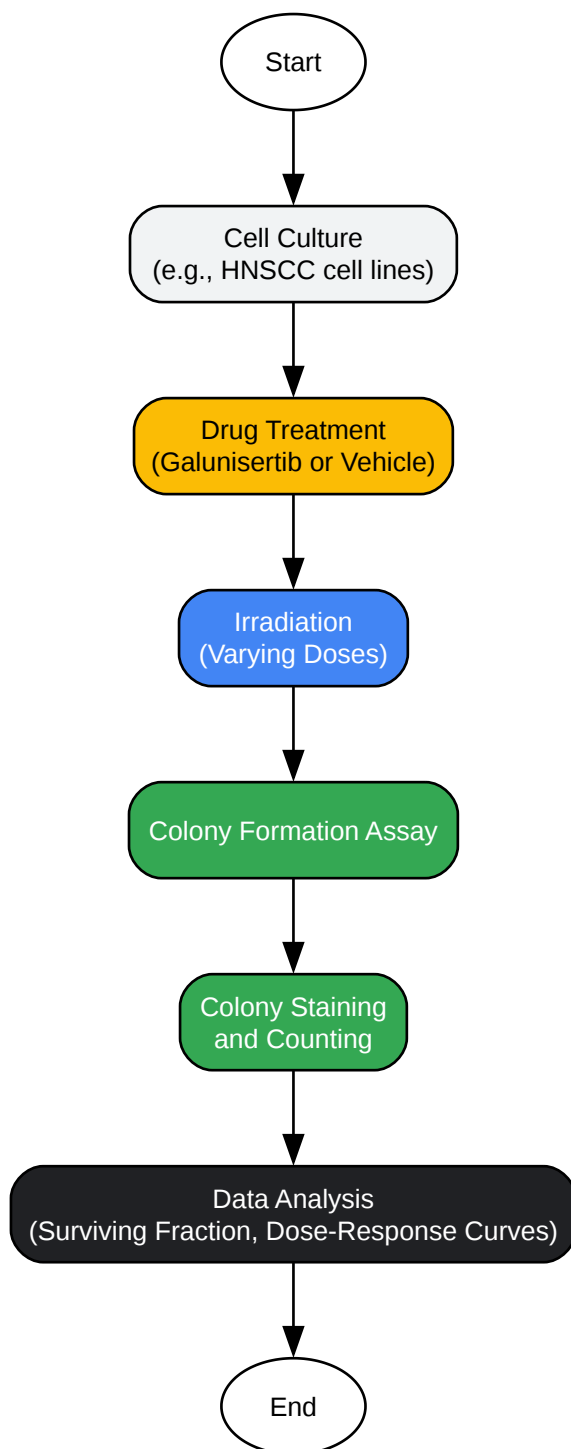 Start
Cell Culture
(e.g., HNSCC cell lines)
Drug Treatment
(Galunisertib or Vehicle)
Irradiation
(Varying Doses)
Colony Formation Assay
Colony Staining
and Counting
Data Analysis
(Surviving Fraction, Dose-Response Curves)
End